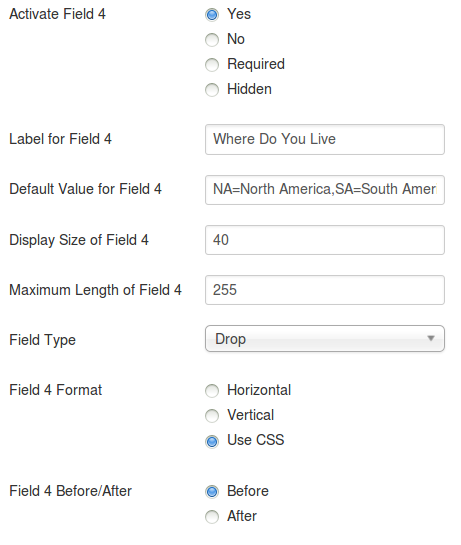 Activate Field 4 Yes
No
Required
Hidden
Label for Field 4 Where Do You Live
Default Value for Field 4 NA=North America,SA=South Amer
Display Size of Field 4 40
Maximum Length of Field 4 255
Field Type Drop
Field 4 Format Horizontal
Vertical
Use CSS
Field 4 Before/After Before
After